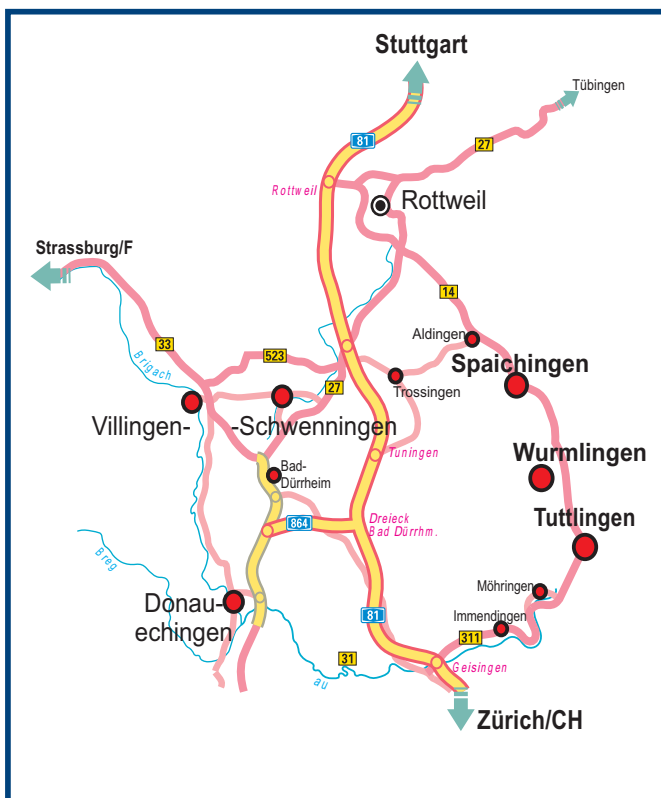 Stuttgart
Tübingen
81
27
Rottweil
Rottweil
Strassburg/F
14
33
Aldingen
523
Brigach
Spaichingen
27
Trossingen
Villingen-
-Schwenningen
Wurmlingen
Tuningen
Bad-
Dürrheim
Tuttlingen
864
Dreieck
Bad Dürrhm.
Breg
Möhringen
Donau-
echingen
81
Immendingen
311
31
Geisingen
au
Zürich/CH